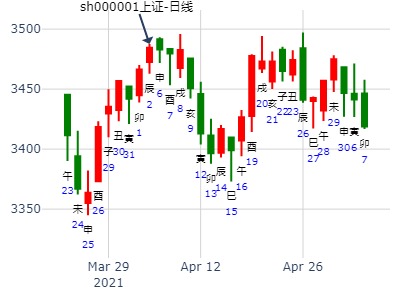 sh000001上证-日线
3500
3450
3400
3350
午
23
未
24
申
25
酉
26
子
29
丑
30
寅
31
卯
1
辰
2
申
6
酉
7
戌
8
亥
9
寅
12
卯
13
辰
14
巳
15
午
16
酉
19
戌
20
亥
21
子
22
丑
23
辰
26
巳
27
午
28
未
29
申
30
寅
6
卯
7
Mar 29
2021
Apr 12
Apr 26